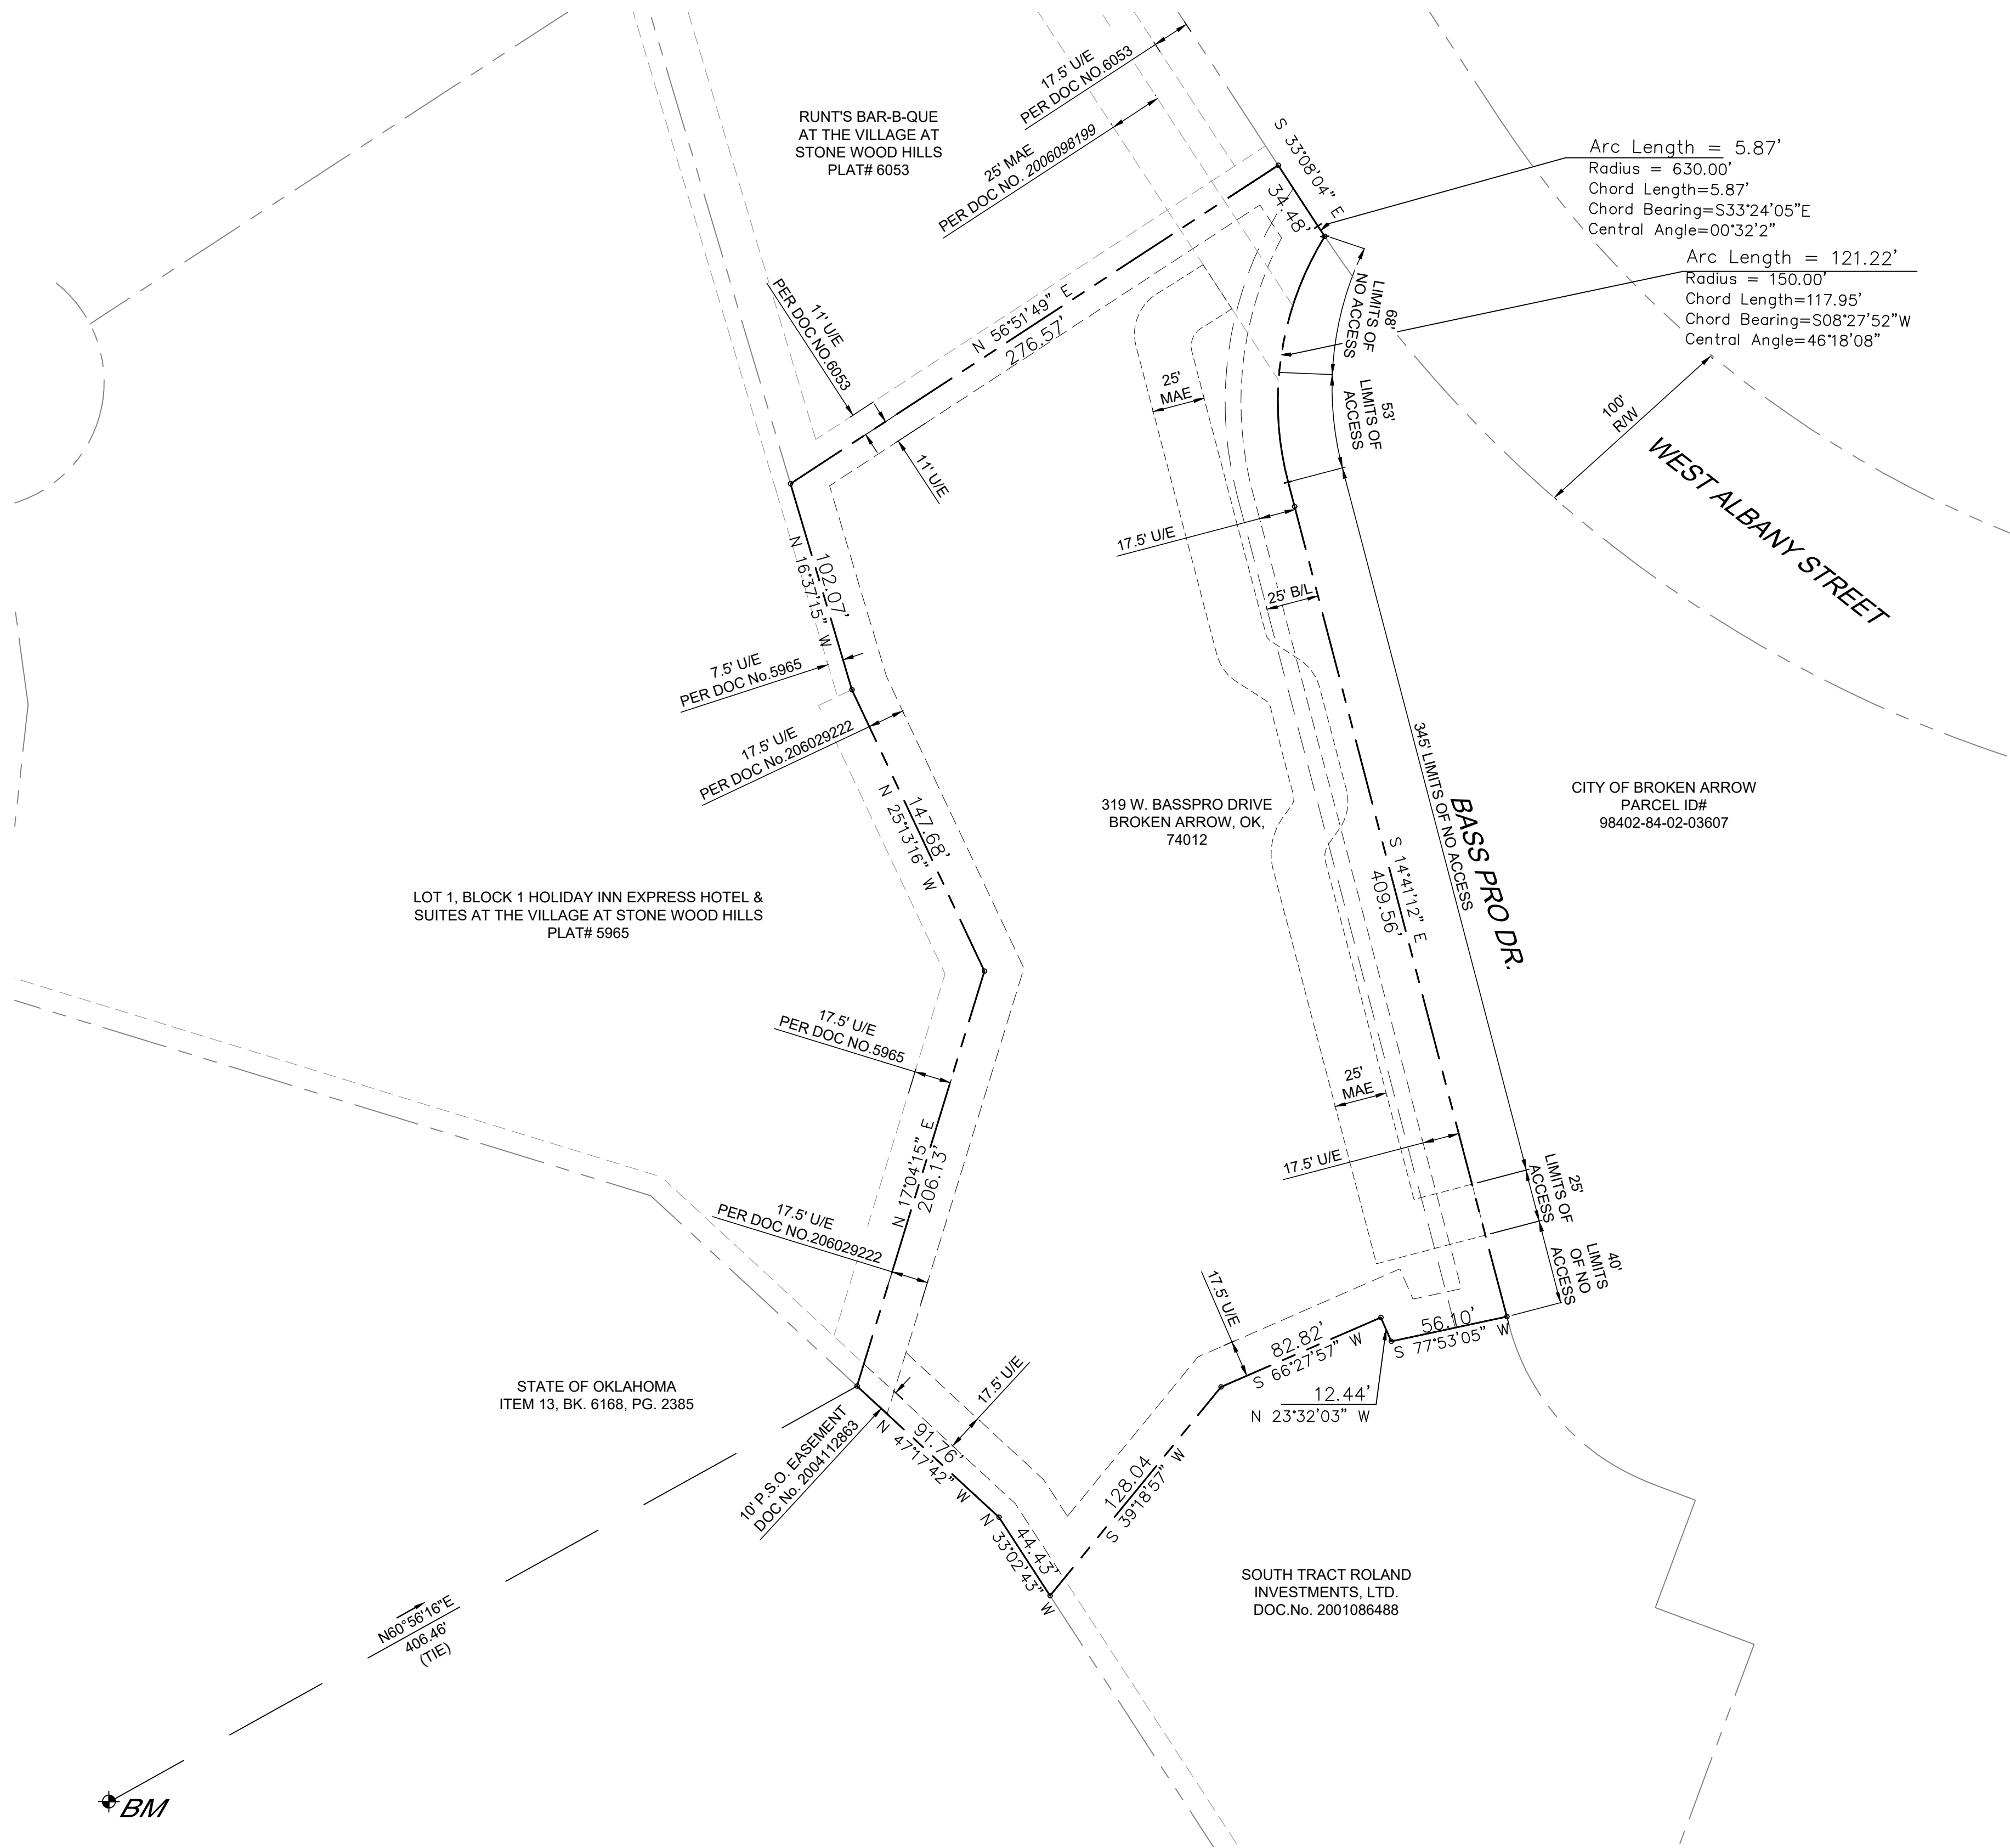 17.5' U/E
PER DOC NO.6053
25' MAE
PER DOC NO. 2006098199
RUNT'S BAR-B-QUE
AT THE VILLAGE AT
STONE WOOD HILLS
PLAT# 6053
S 33°08'04" E
34.48'
Arc Length = 5.87'
Radius = 630.00'
Chord Length=5.87'
Chord Bearing=S33°24'05"E
Central Angle=00°32'2"
Arc Length = 121.22'
Radius = 150.00'
Chord Length=117.95'
Chord Bearing=S08°27'52"W
Central Angle=46°18'08"
68'
LIMITS OF
NO ACCESS
53'
LIMITS OF
ACCESS
11' U/E
PER DOC NO.6053
N 56°51'49" E
276.57'
11' U/E
25'
MAE
100'
R/W
WEST ALBANY STREET
17.5' U/E
25' B/L
102.07'
N 16°37'15" W
7.5' U/E
PER DOC No.5965
17.5' U/E
PER DOC No.206029222
147.68'
N 25°13'16" W
319 W. BASSPRO DRIVE
BROKEN ARROW, OK,
74012
345' LIMITS OF NO ACCESS
BASS PRO DR.
S 14°41'12" E
409.56'
CITY OF BROKEN ARROW
PARCEL ID#
98402-84-02-03607
LOT 1, BLOCK 1 HOLIDAY INN EXPRESS HOTEL &
SUITES AT THE VILLAGE AT STONE WOOD HILLS
PLAT# 5965
17.5' U/E
PER DOC NO.5965
25'
MAE
17.5' U/E
N 17°04'15" E
206.13'
17.5' U/E
PER DOC NO.206029222
25'
LIMITS OF
ACCESS
40'
LIMITS
OF NO
ACCESS
17.5' U/E
82.82'
S 66°27'57" W
56.10'
S 77°53'05" W
12.44'
N 23°32'03" W
STATE OF OKLAHOMA
ITEM 13, BK. 6168, PG. 2385
17.5' U/E
10' P.S.O. EASEMENT
DOC No. 2004112863
91.76'
N 47°17'42" W
128.04
S 39°18'57" W
44.43'
N 33°02'43" W
SOUTH TRACT ROLAND
INVESTMENTS, LTD.
DOC.No. 2001086488
N60°56'16"E
406.46'
(TIE)
BM